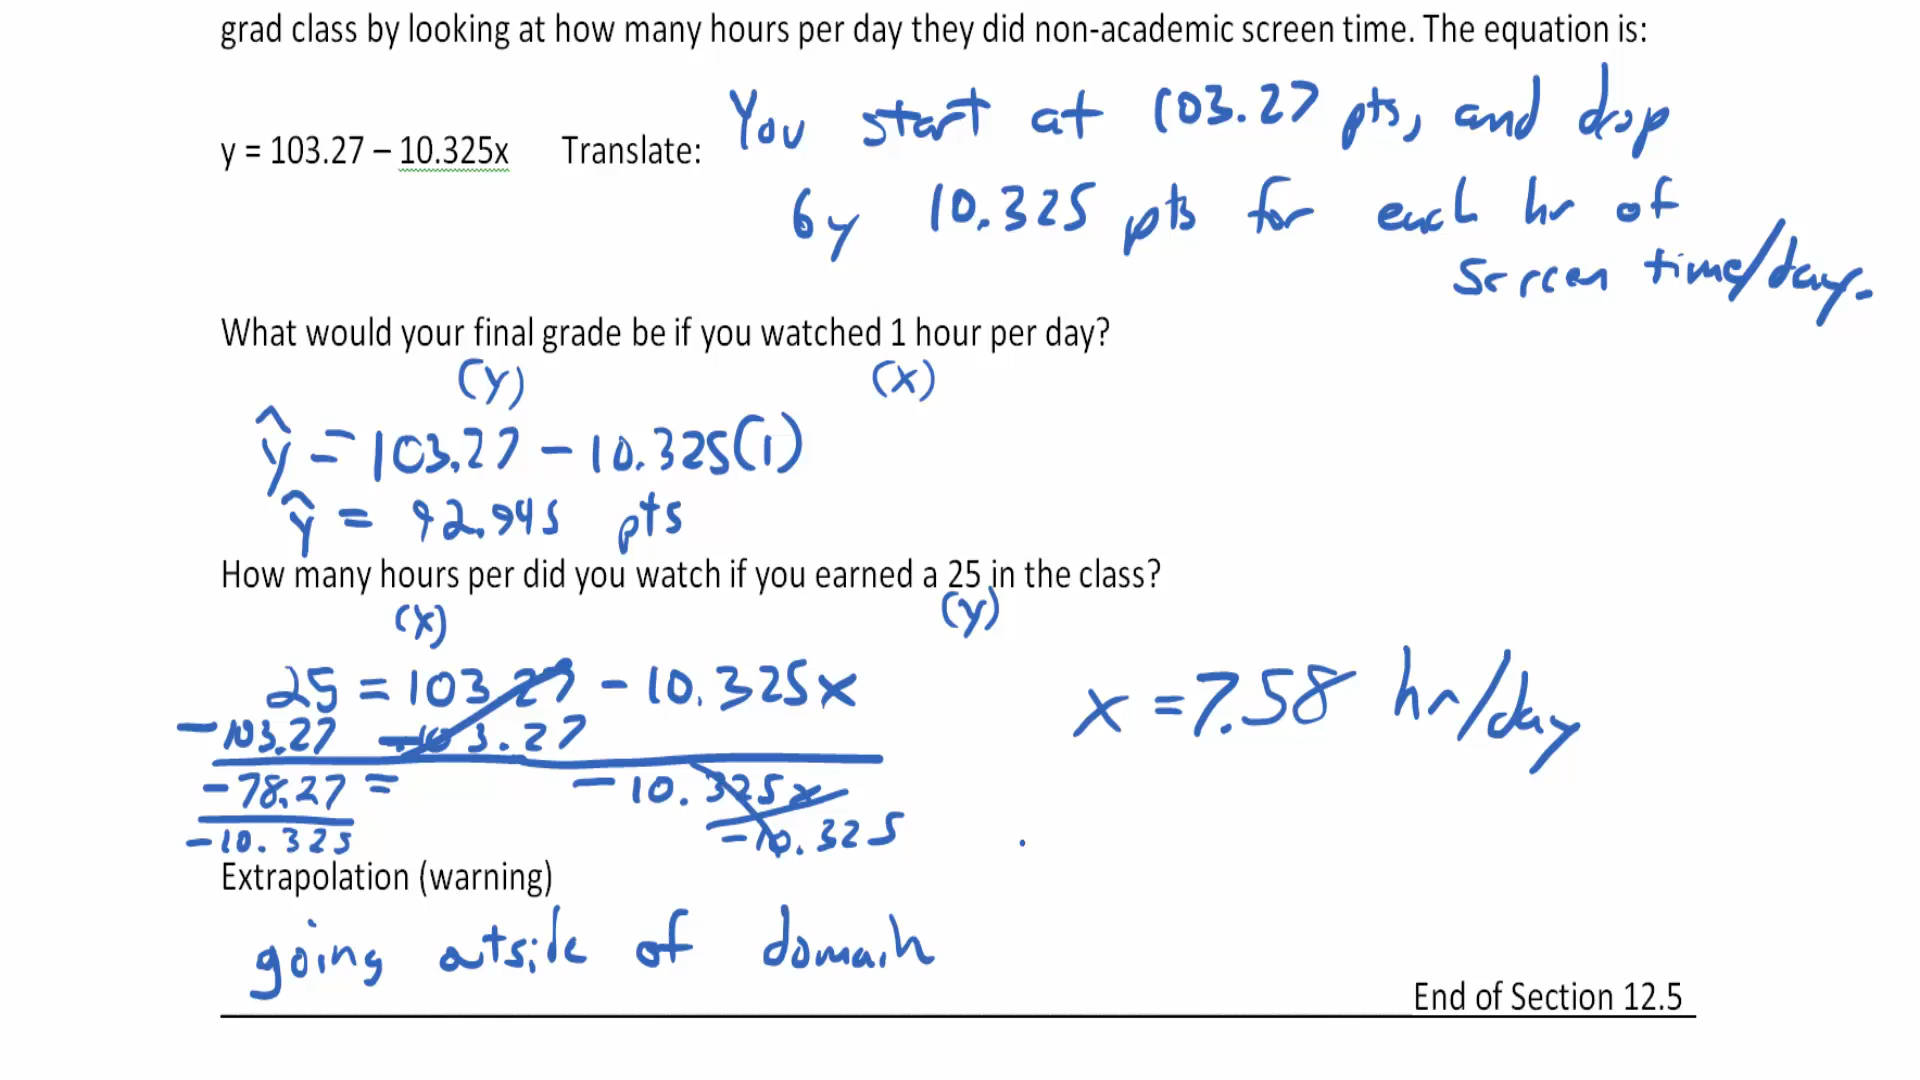 grad class by looking at how many hours per day they did non-academic screen time. The equation is:
You start at 103.27 pts, and drop
y = 103.27 – 10.325x Translate:
by 10.325 pts for each hr of
screen time/day.
What would your final grade be if you watched 1 hour per day?
(y) (x)
ŷ = 103.27 - 10.325(1)
ŷ = 92.945 pts
How many hours per did you watch if you earned a 25 in the class?
(x) (y)
25 = 103.27 - 10.325x
x = 7.58 hr/day
-103.27 -103.27
-78.27 = -10.325x
-10.325 -10.325
Extrapolation (warning)
going outside of domain
End of Section 12.5